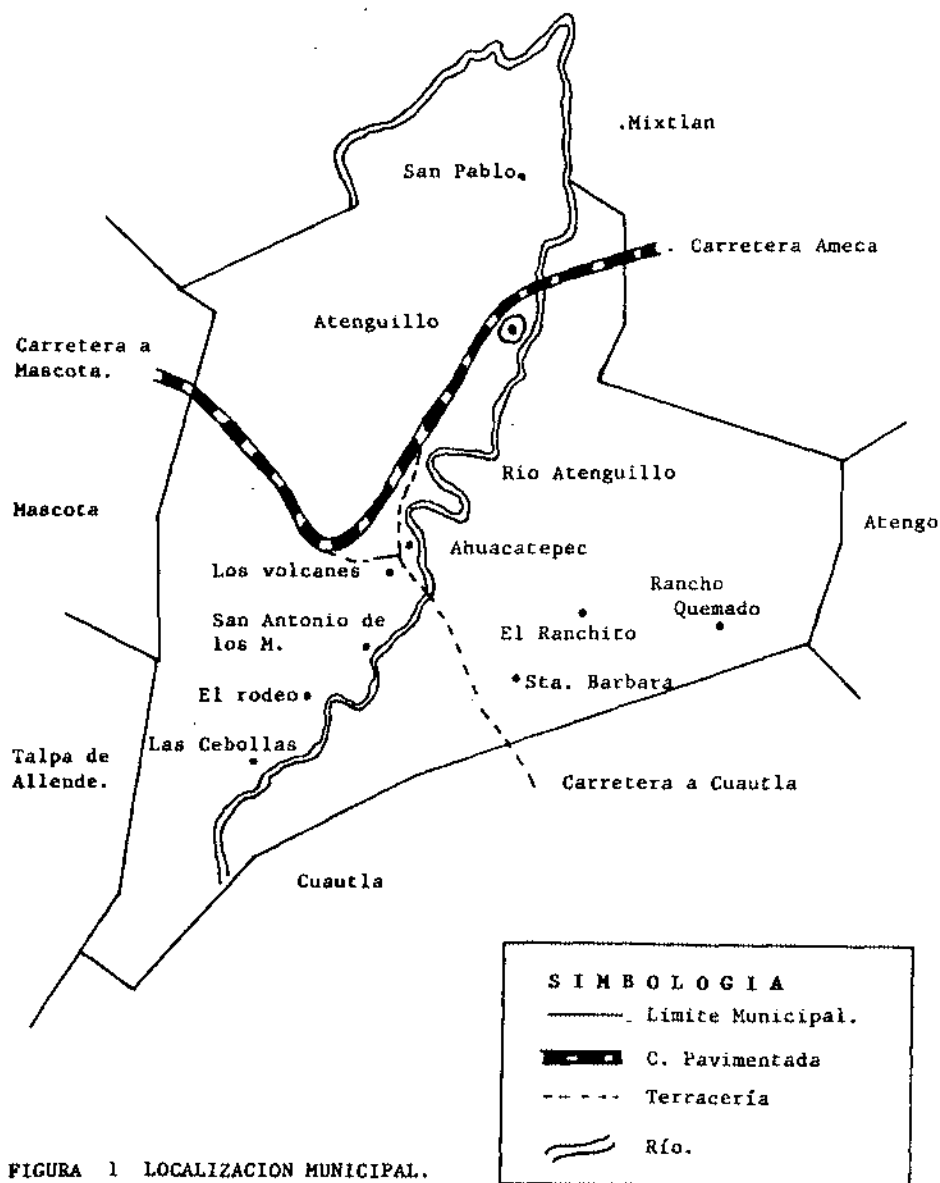 .Mixtlan
San Pablo.
. Carretera Ameca
Atenguillo
Carretera a
Mascota.
Río Atenguillo
Mascota
Atengo
Ahuacatepec
Los volcanes
Rancho
Quemado
San Antonio de
los M.
El Ranchito
Sta. Barbara
El rodeo
Las Cebollas
Talpa de
Allende.
Carretera a Cuautla
Cuautla
SIMBOLOGIA
Limite Municipal.
C. Pavimentada
Terracería
Río.
FIGURA 1 LOCALIZACION MUNICIPAL.